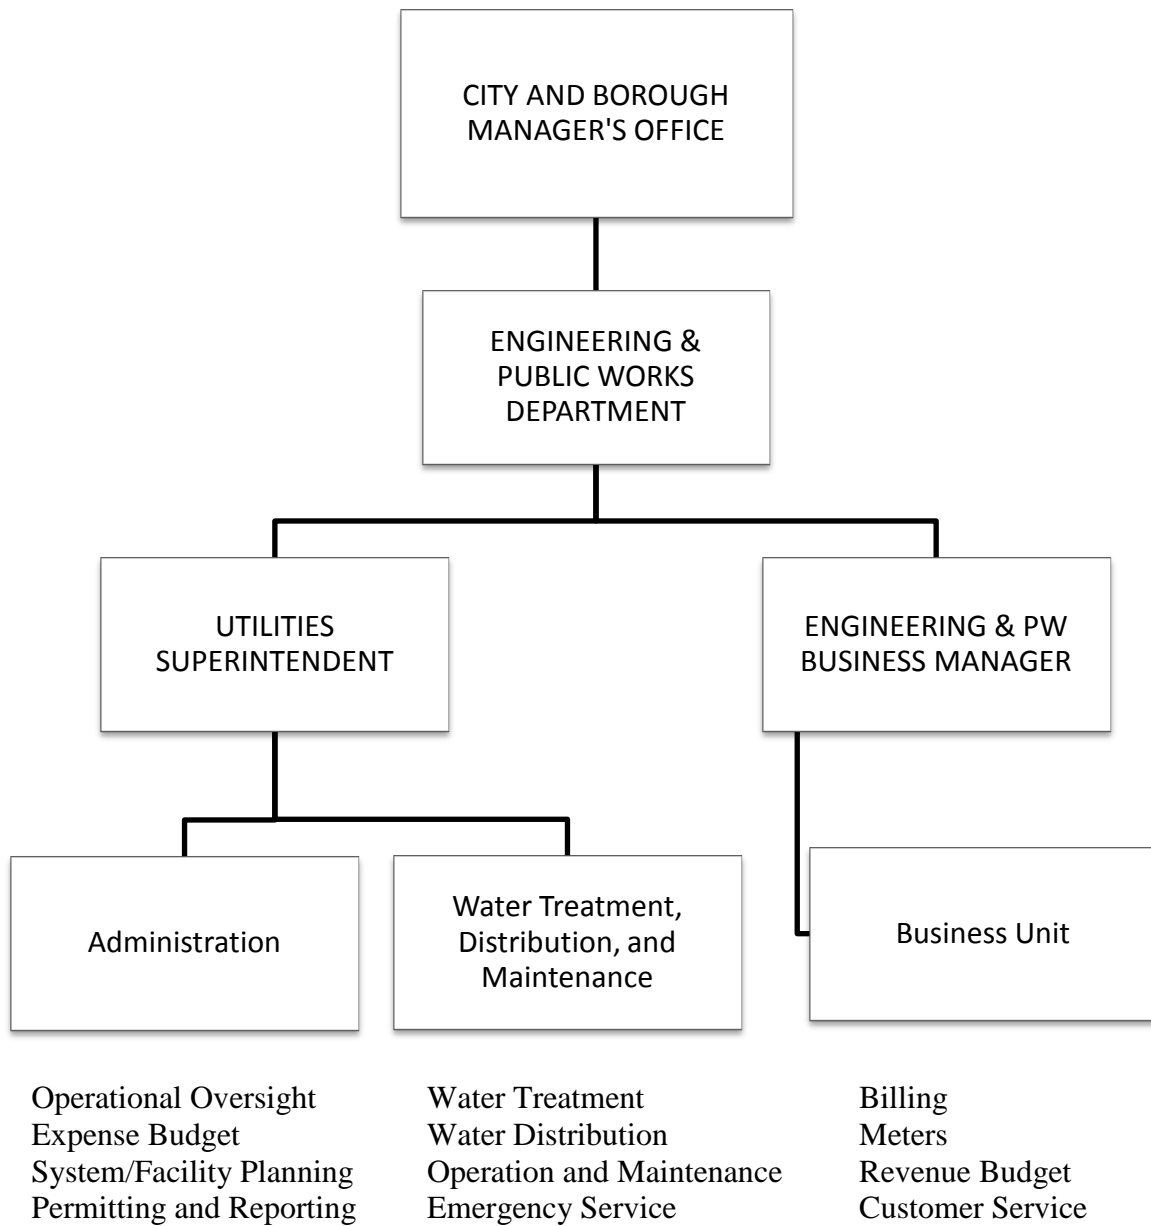 CITY AND BOROUGH
MANAGER'S OFFICE
ENGINEERING &
PUBLIC WORKS
DEPARTMENT
UTILITIES
SUPERINTENDENT
ENGINEERING & PW
BUSINESS MANAGER
Administration
Water Treatment,
Distribution, and
Maintenance
Business Unit
Operational Oversight
Expense Budget
System/Facility Planning
Permitting and Reporting
Water Treatment
Water Distribution
Operation and Maintenance
Emergency Service
Billing
Meters
Revenue Budget
Customer Service